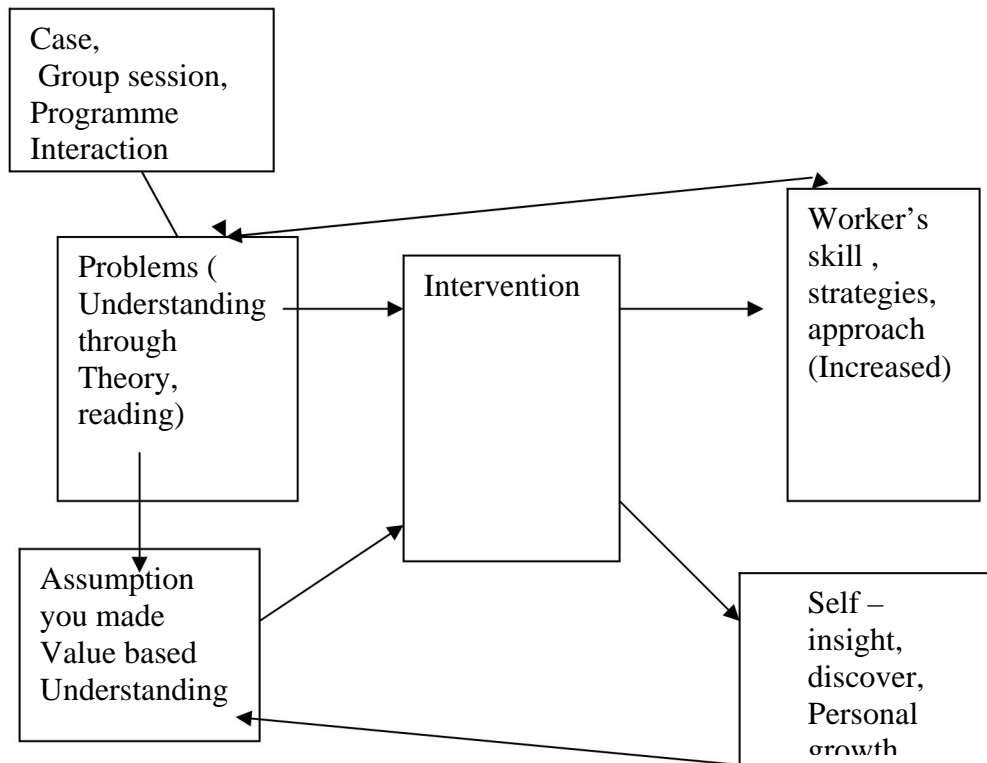 Case,
Group session,
Programme
Interaction
Problems (
Understanding
through
Theory,
reading)
Intervention
Worker’s
skill ,
strategies,
approach
(Increased)
Assumption
you made
Value based
Understanding
Self –
insight,
discover,
Personal
growth